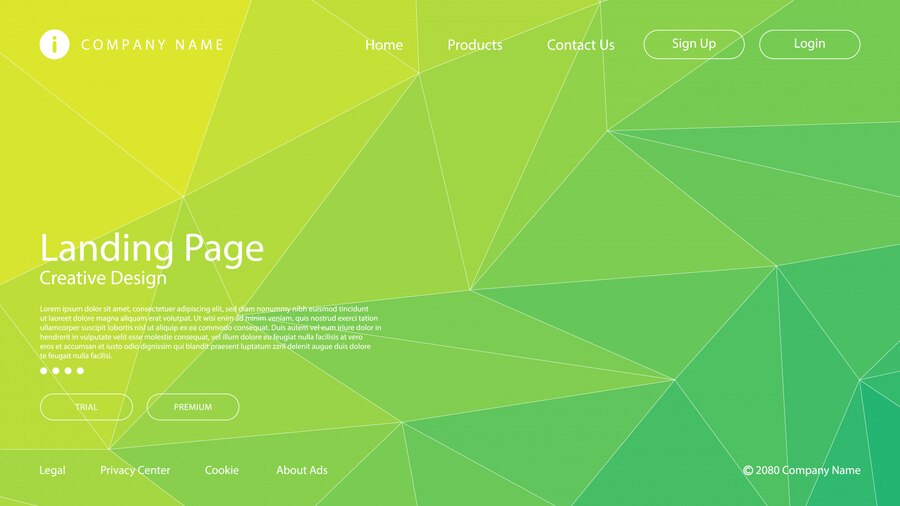 i COMPANY NAME
Home Products Contact Us Sign Up Login
Landing Page
Creative Design
Lorem ipsum dolor sit amet, consectetuer adipiscing elit, sed diam nonummy nibh euismod tincidunt
ut laoreet dolore magna aliquam erat volutpat. Ut wisi enim ad minim veniam, quis nostrud exerci tation
ullamcorper suscipit lobortis nisl ut aliquip ex ea commodo consequat. Duis autem vel eum iriure dolor in
hendrerit in vulputate velit esse molestie consequat, vel illum dolore eu feugiat nulla facilisis at vero
eros et accumsan et iusto odio dignissim qui blandit praesent luptatum zzril delenit augue duis dolore
te feugait nulla facilisi.
TRIAL PREMIUM
Legal Privacy Center Cookie About Ads © 2080 Company Name